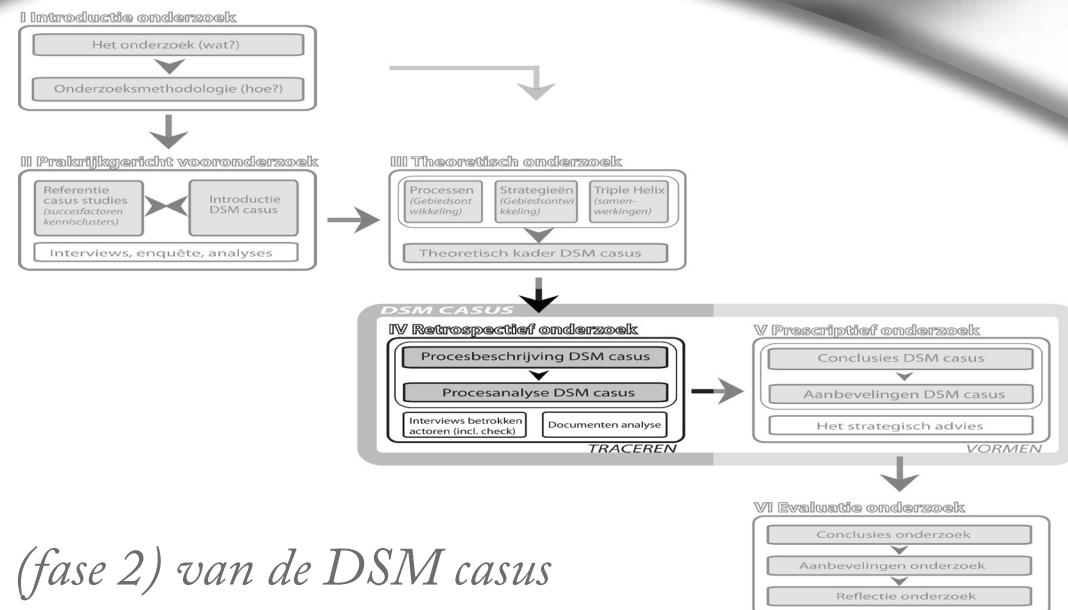 I Introductie onderzoek
Het onderzoek (wat?)
Onderzoeksmethodologie (hoe?)
II Prakrijkgericht vooronderzoek
Referentie
casus studies
(succesfactoren
kennisclusters)
Introductie
DSM casus
Interviews, enquête, analyses
III Theoretisch onderzoek
Processen
(Gebiedsont
wikkeling)
Strategieën
(Gebiedsontwi
kkeling)
Triple Helix
(samen-
werkingen)
Theoretisch kader DSM casus
DSM CASUS
IV Retrospectief onderzoek
Procesbeschrijving DSM casus
Procesanalyse DSM casus
Interviews betrokken
actoren (incl. check)
Documenten analyse
TRACEREN
V Prescriptief onderzoek
Conclusies DSM casus
Aanbevelingen DSM casus
Het strategisch advies
VORMEN
VI Evaluatie onderzoek
Conclusies onderzoek
Aanbevelingen onderzoek
Reflectie onderzoek
(fase 2) van de DSM casus